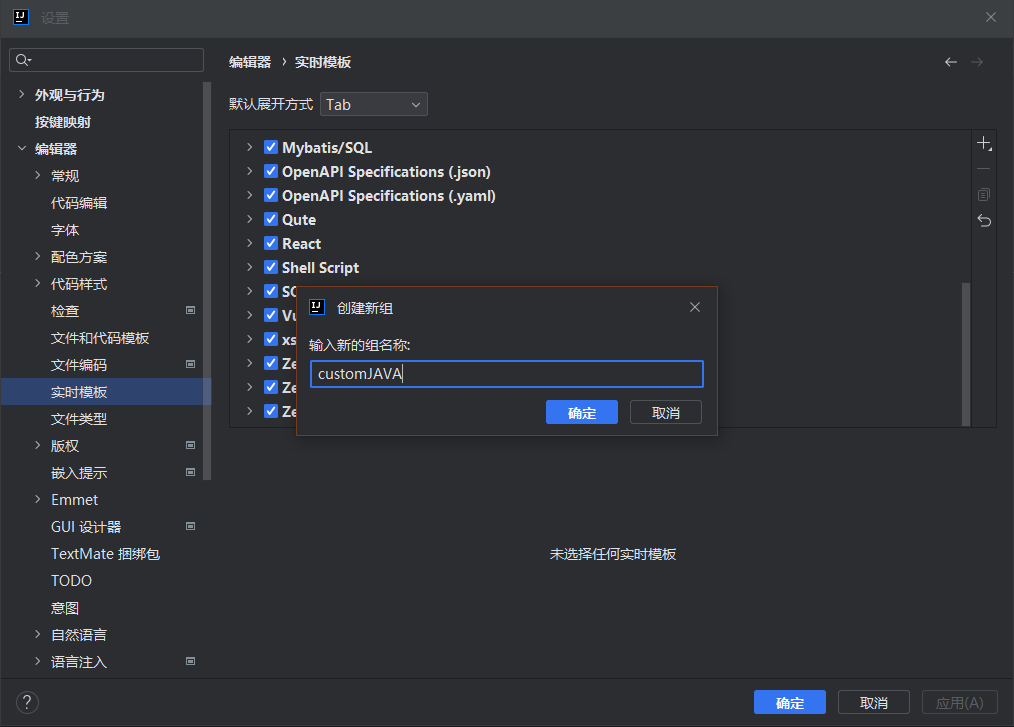 设置
外观与行为
按键映射
编辑器
常规
代码编辑
字体
配色方案
代码样式
检查
文件和代码模板
文件编码
实时模板
文件类型
版权
嵌入提示
Emmet
GUI 设计器
TextMate 捆绑包
TODO
意图
自然语言
语言注入
编辑器 › 实时模板
默认展开方式 Tab
Mybatis/SQL
OpenAPI Specifications (.json)
OpenAPI Specifications (.yaml)
Qute
React
Shell Script
Vu
xs
Ze
Ze
Ze
创建新组
输入新的组名称:
customJAVA
确定 取消
未选择任何实时模板
? 确定 取消 应用(A)